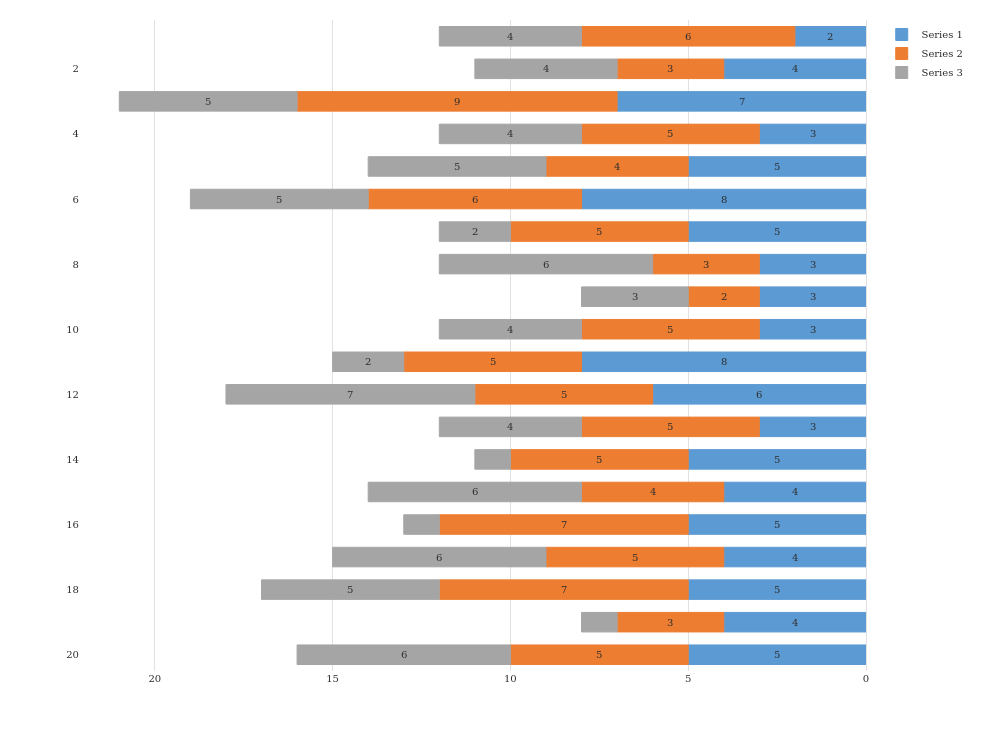 4 6 2 Series 1
Series 2
2 4 3 4 Series 3
5 9 7
4 4 5 3
5 4 5
6 5 6 8
2 5 5
8 6 3 3
3 2 3
10 4 5 3
2 5 8
12 7 5 6
4 5 3
14 5 5
6 4 4
16 7 5
6 5 4
18 5 7 5
3 4
20 6 5 5
20 15 10 5 0